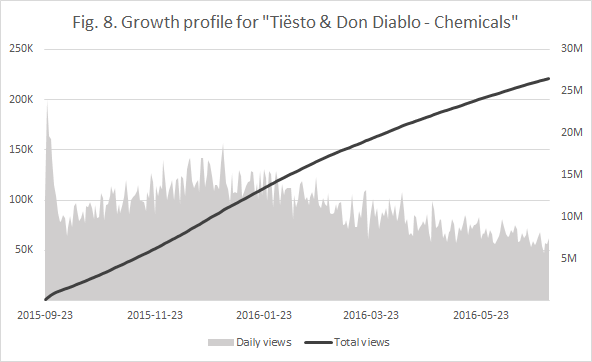 Fig. 8. Growth profile for "Tiësto & Don Diablo - Chemicals"
250K
30M
200K
25M
150K
20M
100K
15M
50K
10M
5M
2015-09-23 2015-11-23 2016-01-23 2016-03-23 2016-05-23
Daily views Total views